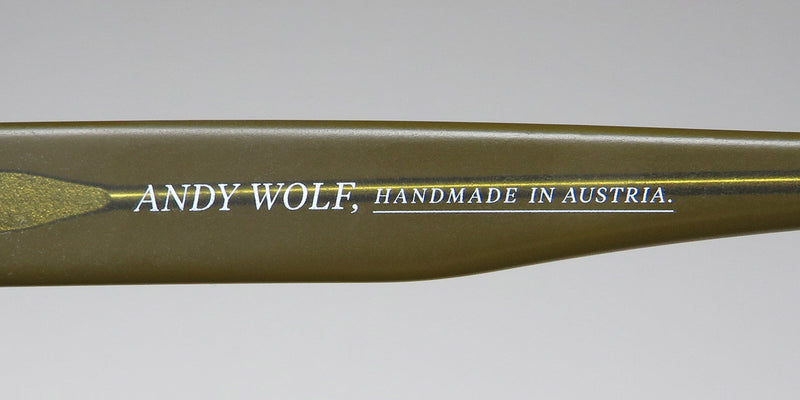 ANDY WOLF, HANDMADE IN AUSTRIA.